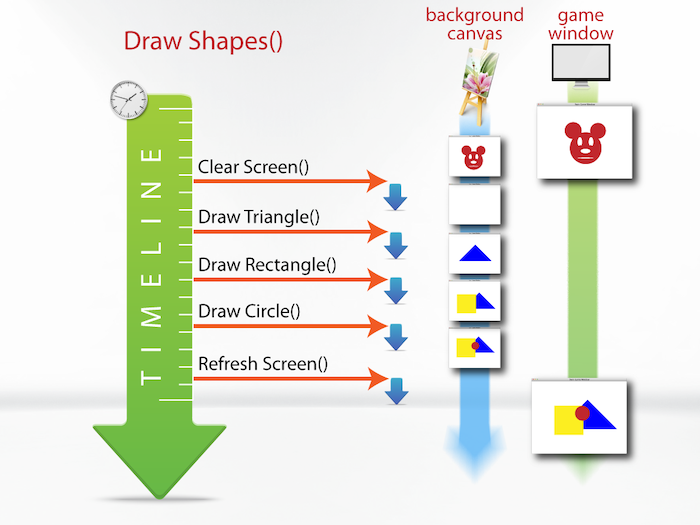 Draw Shapes()
background
canvas
game
window
TIMELINE
Clear Screen()
Draw Triangle()
Draw Rectangle()
Draw Circle()
Refresh Screen()